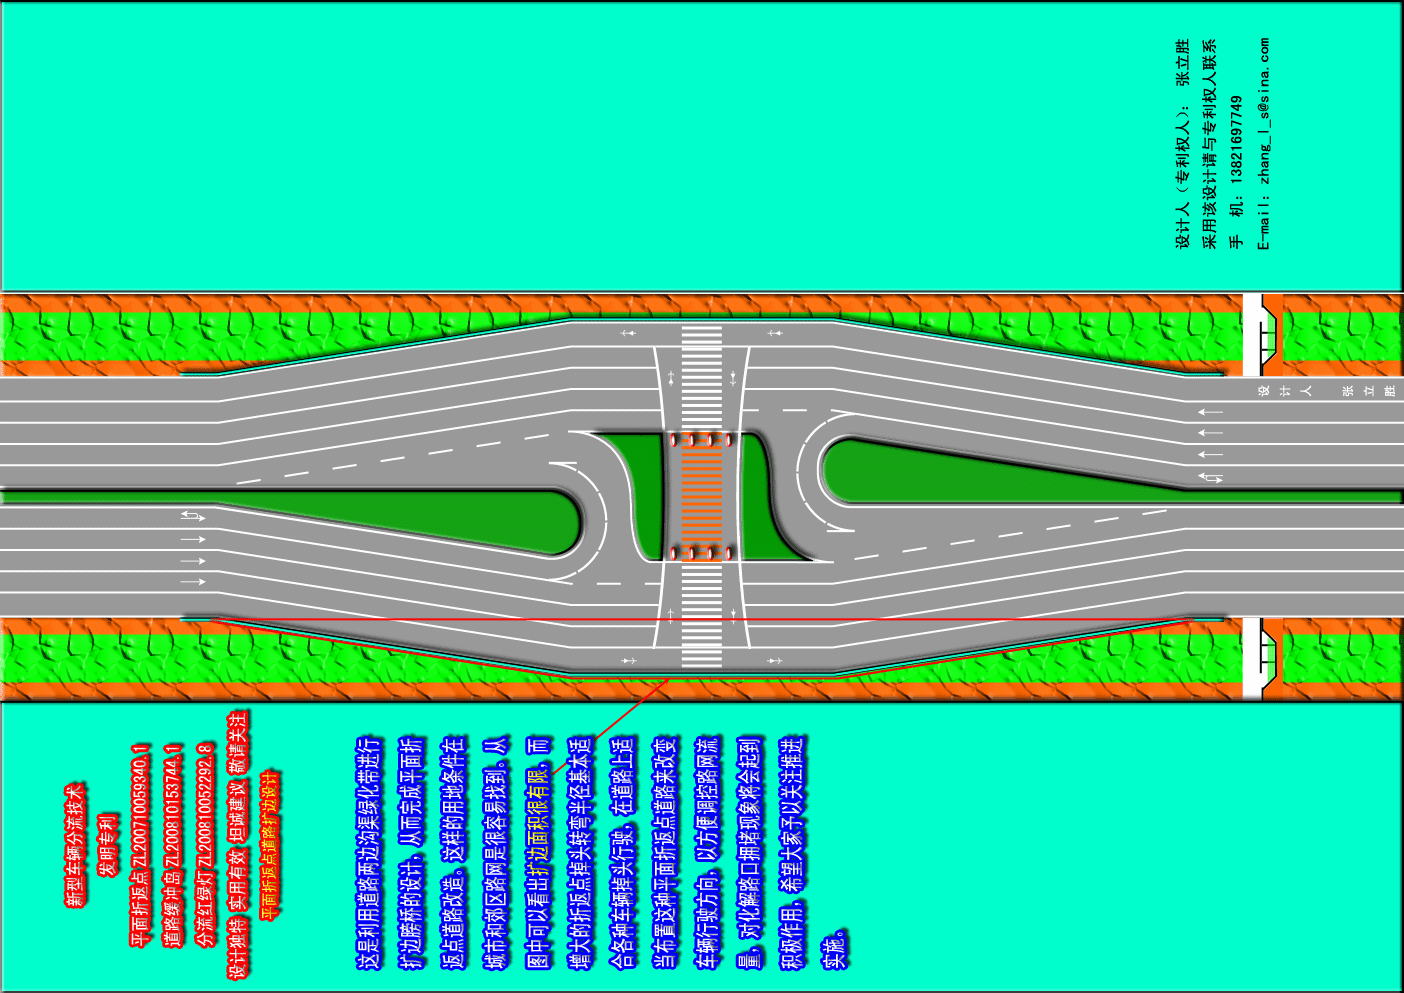 新型车辆分流技术
发明专利
平面折返点 ZL200710059340.1
道路缓冲岛 ZL200810153744.1
分流红绿灯 ZL200810052292.8
设计独特 实用有效 坦诚建议 敬请关注
平面折返点道路扩边设计
这是利用道路两边沟渠绿化带进行
扩边膀桥的设计，从而完成平面折
返点道路改造。这样的用地条件在
城市和郊区路网是很容易找到。从
图中可以看出扩边面积很有限，而
增大的折返点掉头转弯半径基本适
合各种车辆掉头行驶，在道路上适
当布置这种平面折返点道路来改变
车辆行驶方向，以方便调控路网流
量，对化解路口拥堵现象将会起到
积极作用，希望大家予以关注推进
实施。
设计人（专利权人）： 张立胜
采用该设计请与专利权人联系
手 机：13821697749
E-mail：zhang_l_s@sina.com
设计人 张立胜